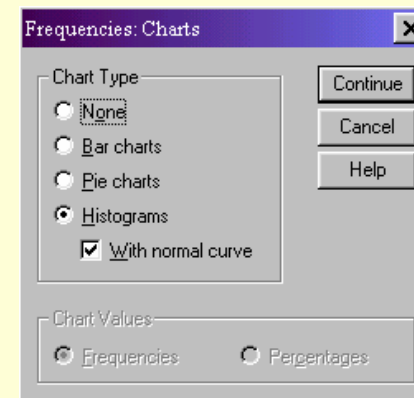 Frequencies: Charts
Chart Type
None
Bar charts
Pie charts
Histograms
With normal curve
Continue
Cancel
Help
Chart Values
Frequencies
Percentages